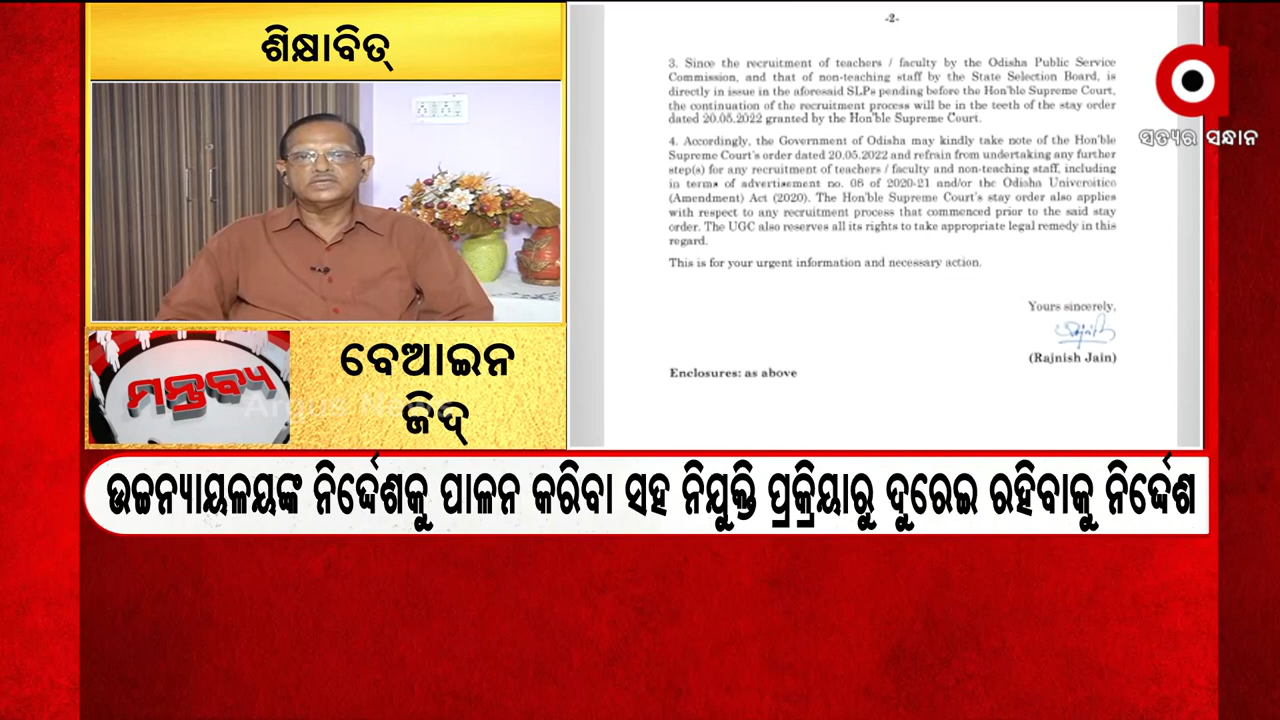 ଶିକ୍ଷାବିତ୍
-2-
3. Since the recruitment of teachers / faculty by the Odisha Public Service
Commission, and that of non-teaching staff by the State Selection Board, is
directly in issue in the aforesaid SLPs pending before the Hon'ble Supreme Court,
the continuation of the recruitment process will be in the teeth of the stay order
dated 20.05.2022 granted by the Hon'ble Supreme Court.
4. Accordingly, the Government of Odisha may kindly take note of the Hon'ble
Supreme Court's order dated 20.05.2022 and refrain from undertaking any further
step(s) for any recruitment of teachers / faculty and non-teaching staff, including
in terms of advertisement no. 06 of 2020-21 and/or the Odisha Universities
(Amendment) Act (2020). The Hon'ble Supreme Court's stay order also applies
with respect to any recruitment process that commenced prior to the said stay
order. The UGC also reserves all its rights to take appropriate legal remedy in this
regard.
This is for your urgent information and necessary action.
Yours sincerely,
(Rajnish Jain)
Enclosures: as above
ସତ୍ୟର ସନ୍ଧାନ
ମନ୍ତବ୍ୟ
Argus News
ବେଆଇନ
ଜିଦ୍
ଉଚ୍ଚନ୍ୟାୟଳୟଙ୍କ ନିର୍ଦ୍ଦେଶକୁ ପାଳନ କରିବା ସହ ନିଯୁକ୍ତି ପ୍ରକ୍ରିୟାରୁ ଦୁରେଇ ରହିବାକୁ ନିର୍ଦ୍ଦେଶ